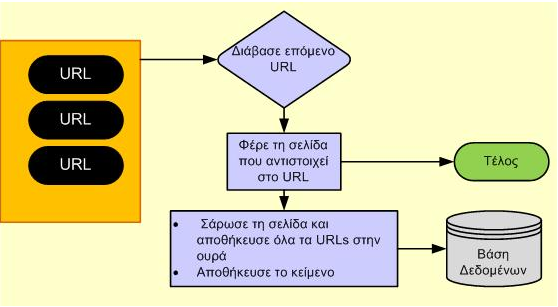 URL
URL
URL
Διάβασε επόμενο
URL
Φέρε τη σελίδα
που αντιστοιχεί
στο URL
Τέλος
• Σάρωσε τη σελίδα και
αποθήκευσε όλα τα URLs στην
ουρά
• Αποθήκευσε το κείμενο
Βάση
Δεδομένων